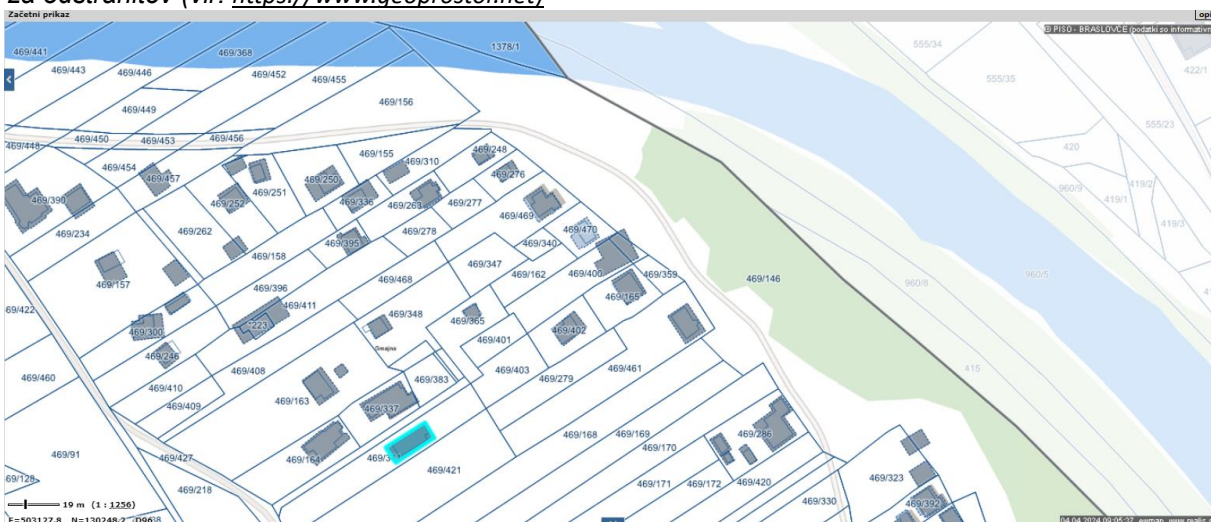 za odstranitov (vir: https://www.geoprostor.net/
Začetni prikaz
© PISO - BRASLOVČE (podatki so informativn
469/441
469/368
1378/1
555/34
469/443 469/446 469/452 469/455
555/35
422/1
469/156
469/449
555/23
469/448 469/450 469/453 469/456
420
469/454 469/457 469/155 469/310 469/248
469/251 469/250 469/276
960/9 419/2
469/390 469/252 469/336 469/263 469/277
419/1
469/469
419/3
469/234 469/262 469/395 469/278 469/340 469/470
469/158 469/347
469/157 469/396 469/468 469/162 469/400 469/359 469/146
960/8 960/5
469/411 469/165
469/348 469/365
469/300 *223 469/402
469/401
Gmajna
469/246
469/460 469/410 469/408 469/383 469/403 469/279 469/461
415
469/163
469/409 469/337
469/168 469/169 469/286
469/91 469/427 469/164 469/421 469/170
469/218 469/171 469/172 469/420 469/323
469/330 469/392
19 m (1 : 1256)